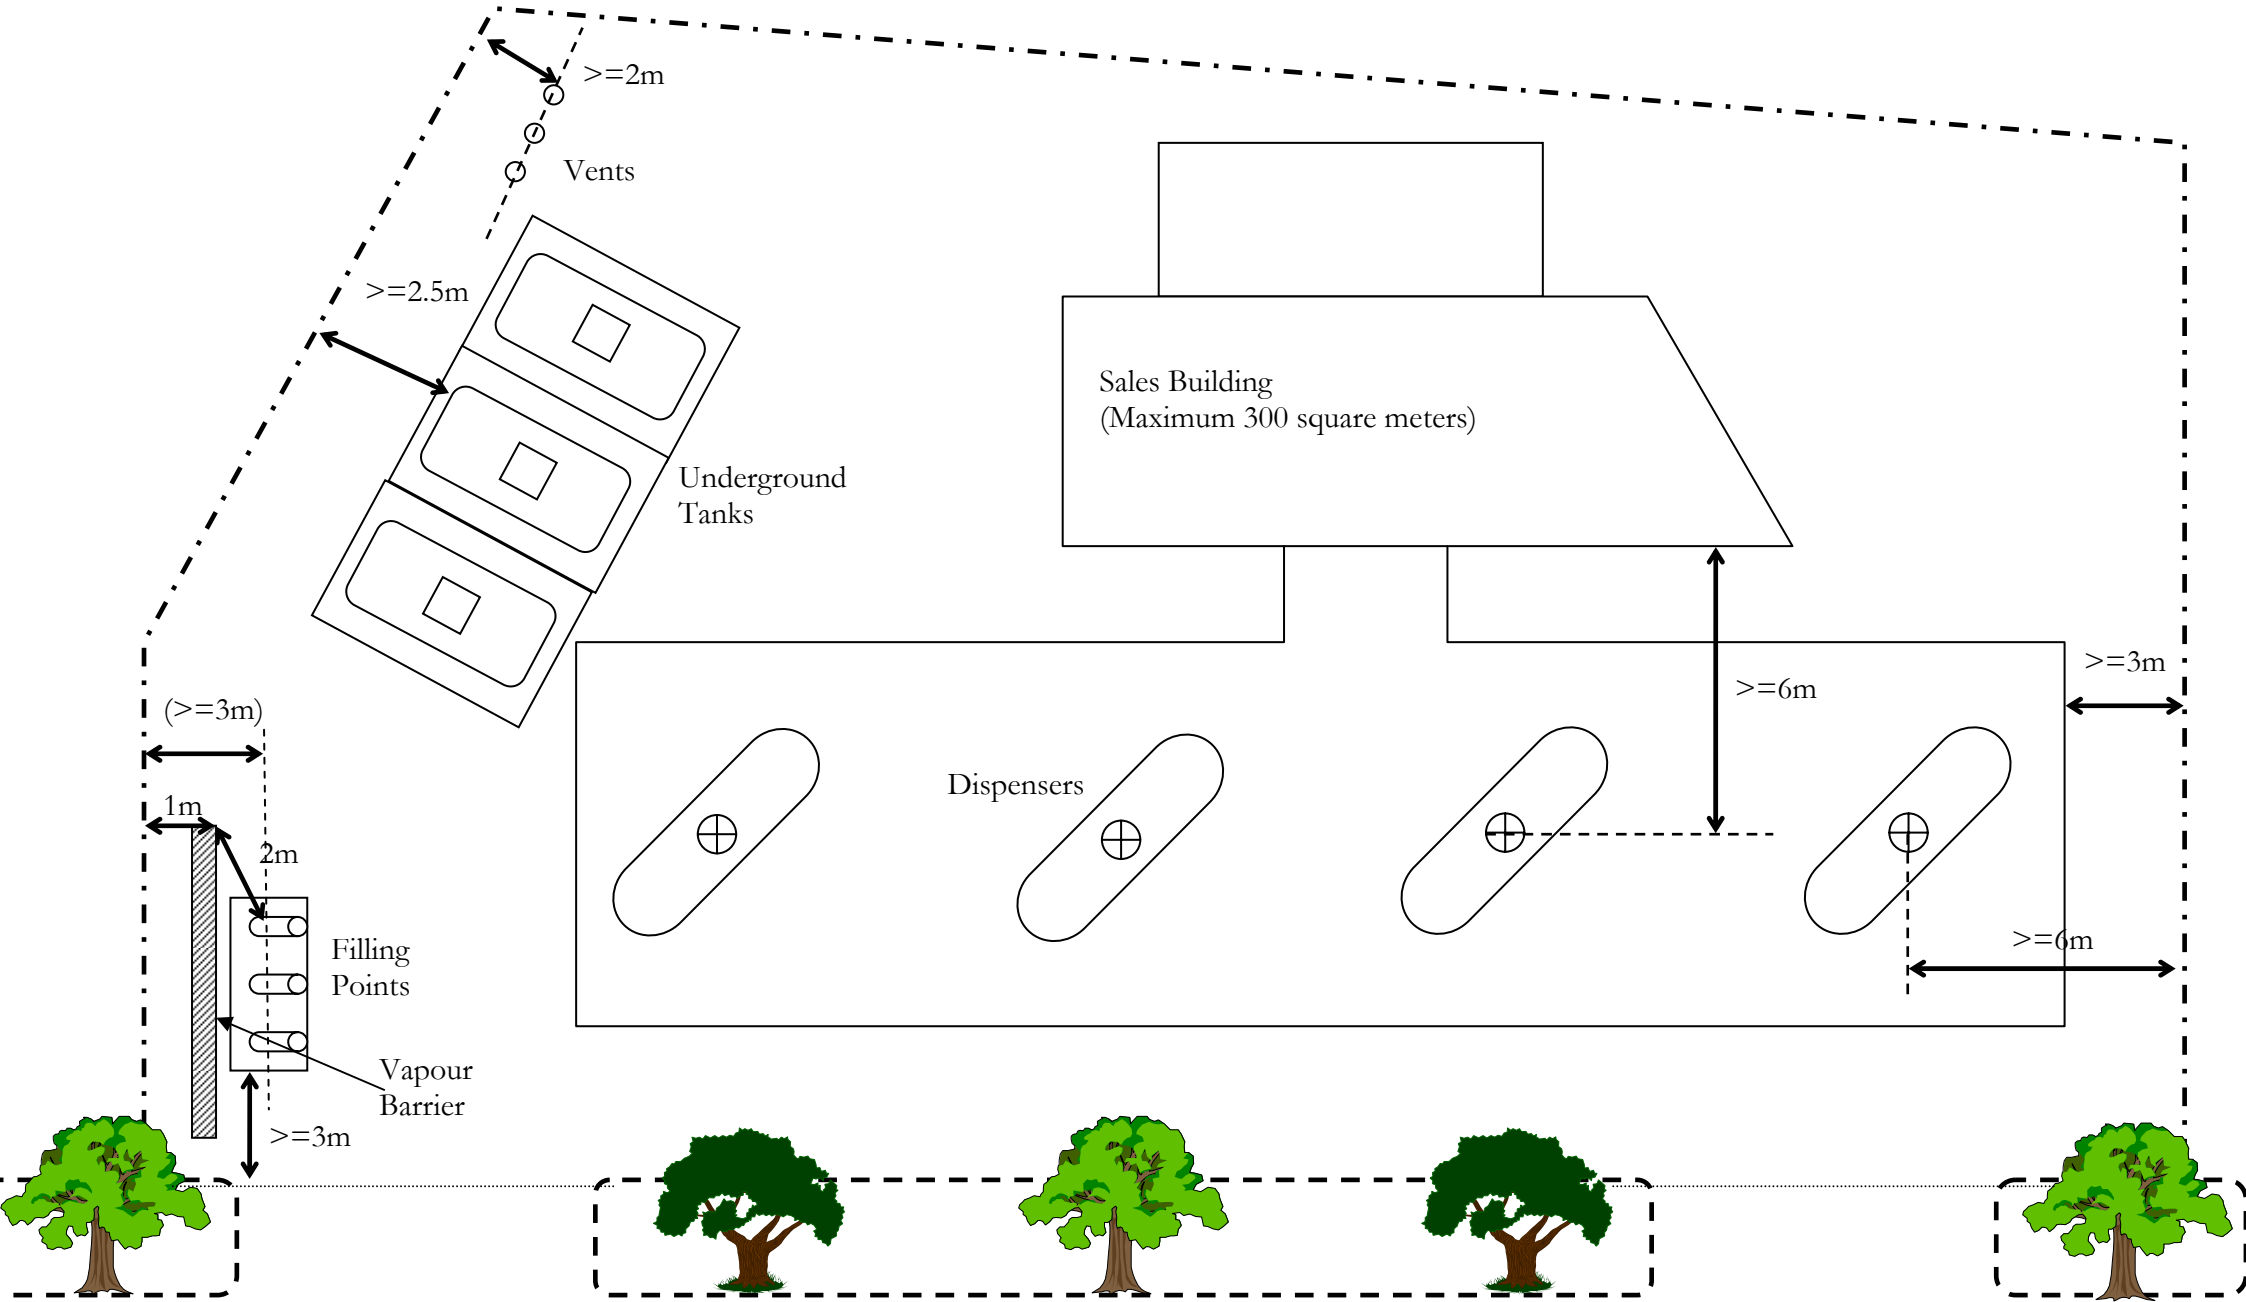 >=2m
Vents
>=2.5m
Sales Building
(Maximum 300 square meters)
Underground
Tanks
>=3m
>=6m
(>=3m)
Dispensers
1m
2m
>=6m
Filling
Points
Vapour
Barrier
>=3m